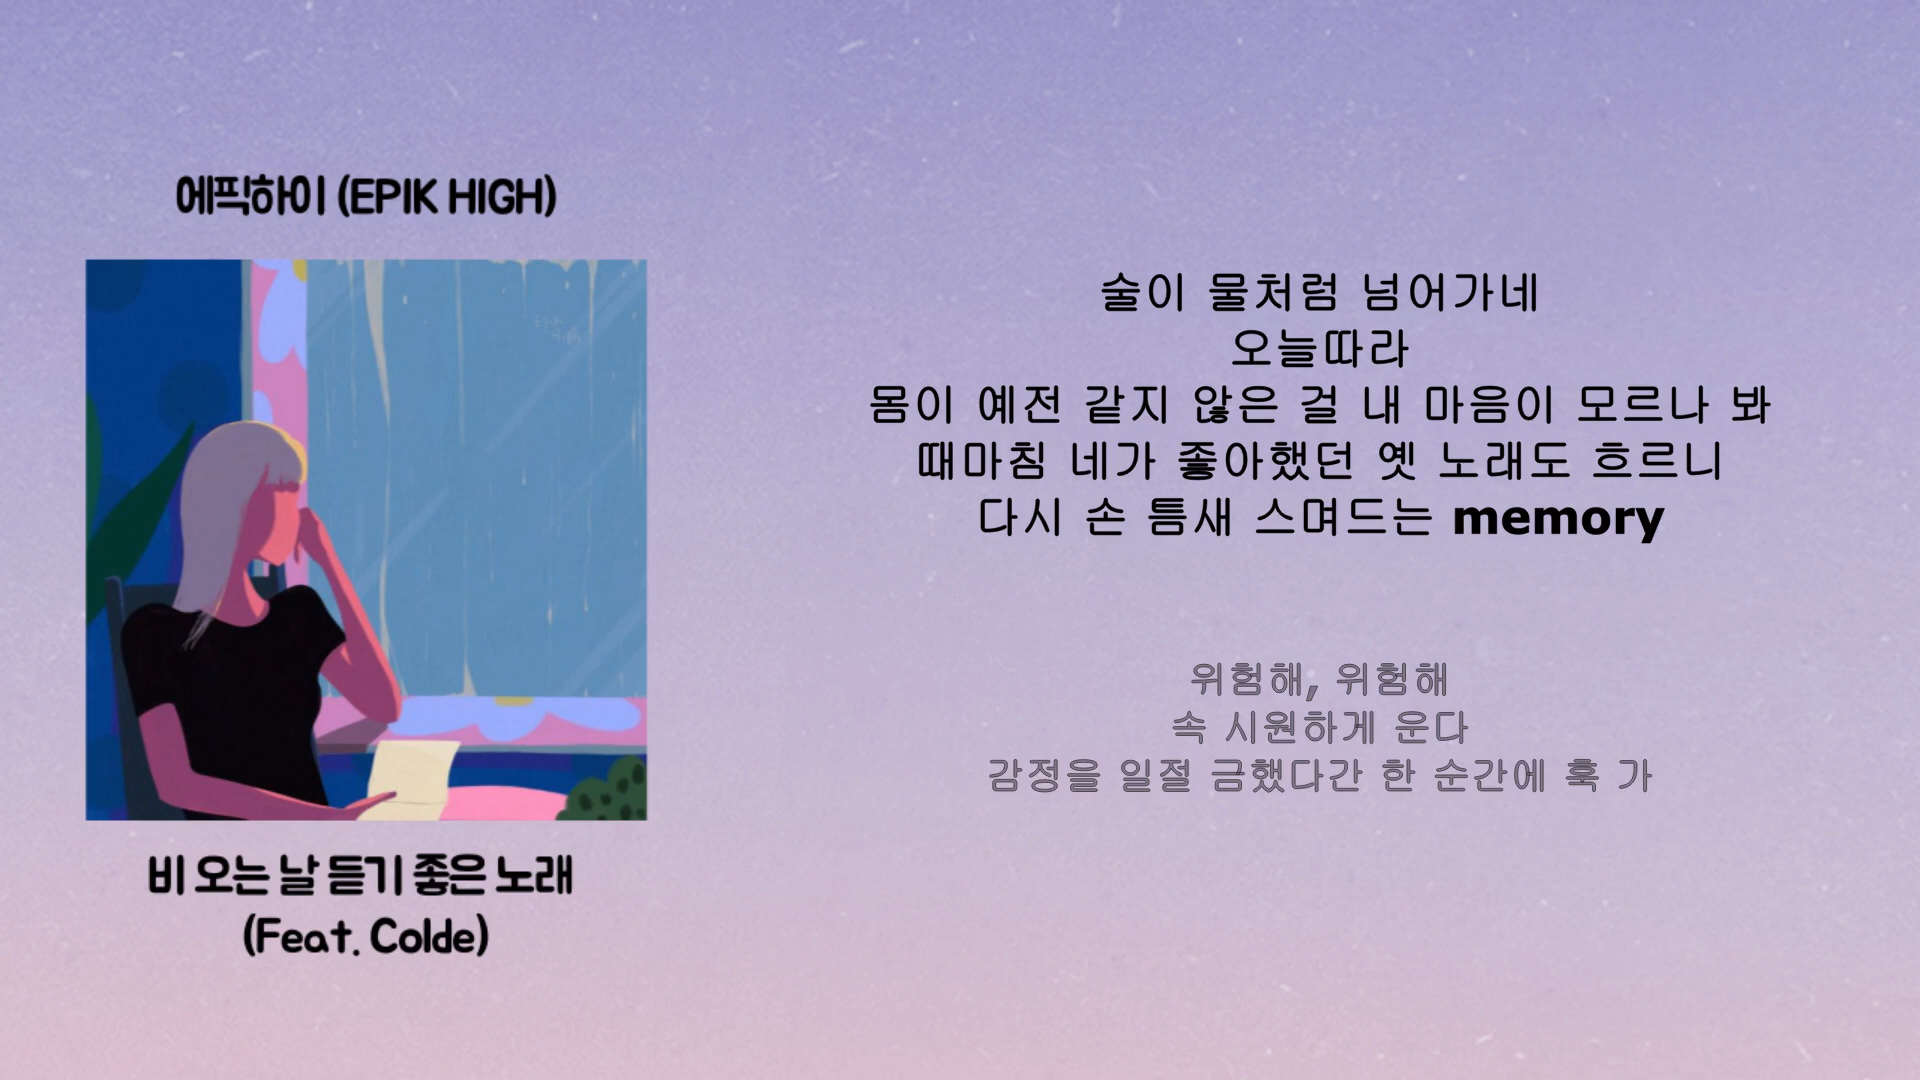 에픽하이 (EPIK HIGH)
비 오는 날 듣기 좋은 노래
(Feat. Colde)
술이 물처럼 넘어가네
오늘따라
몸이 예전 같지 않은 걸 내 마음이 모르나 봐
때마침 네가 좋아했던 옛 노래도 흐르니
다시 손 틈새 스며드는 memory
위험해, 위험해
속 시원하게 운다
감정을 일절 금했다간 한 순간에 훅 가